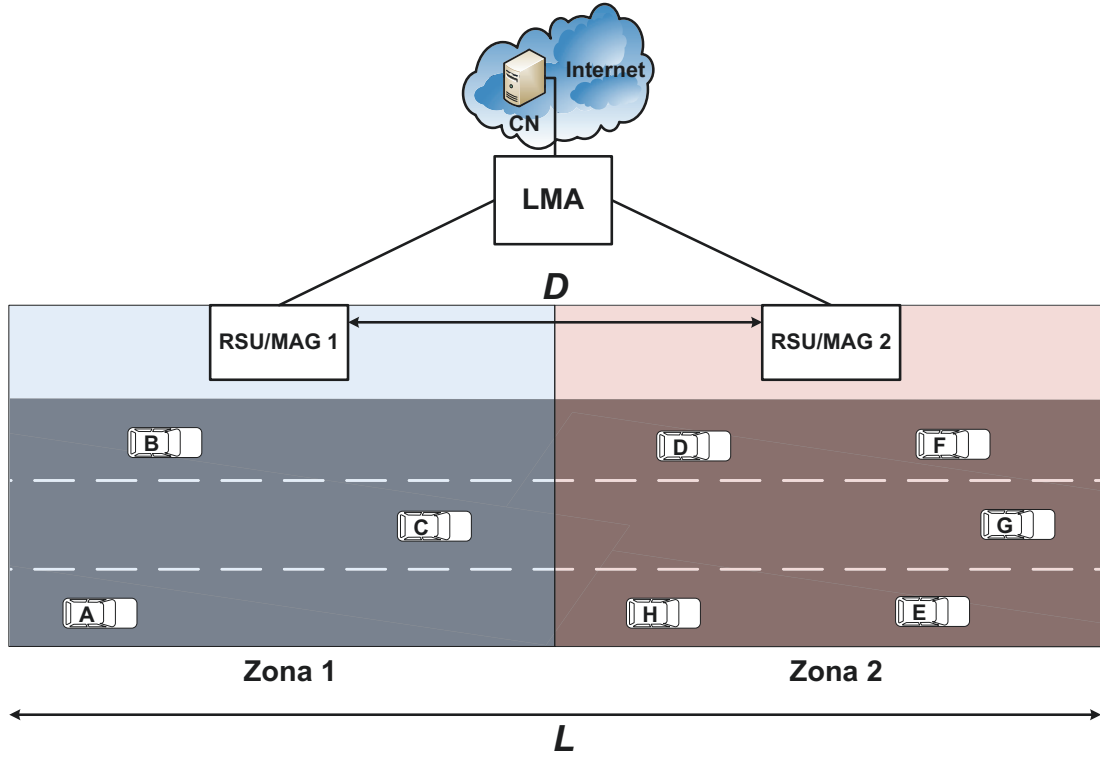 Internet
CN
LMA
D
RSU/MAG 1
RSU/MAG 2
B
D
F
C
G
A
H
E
Zona 1
Zona 2
L